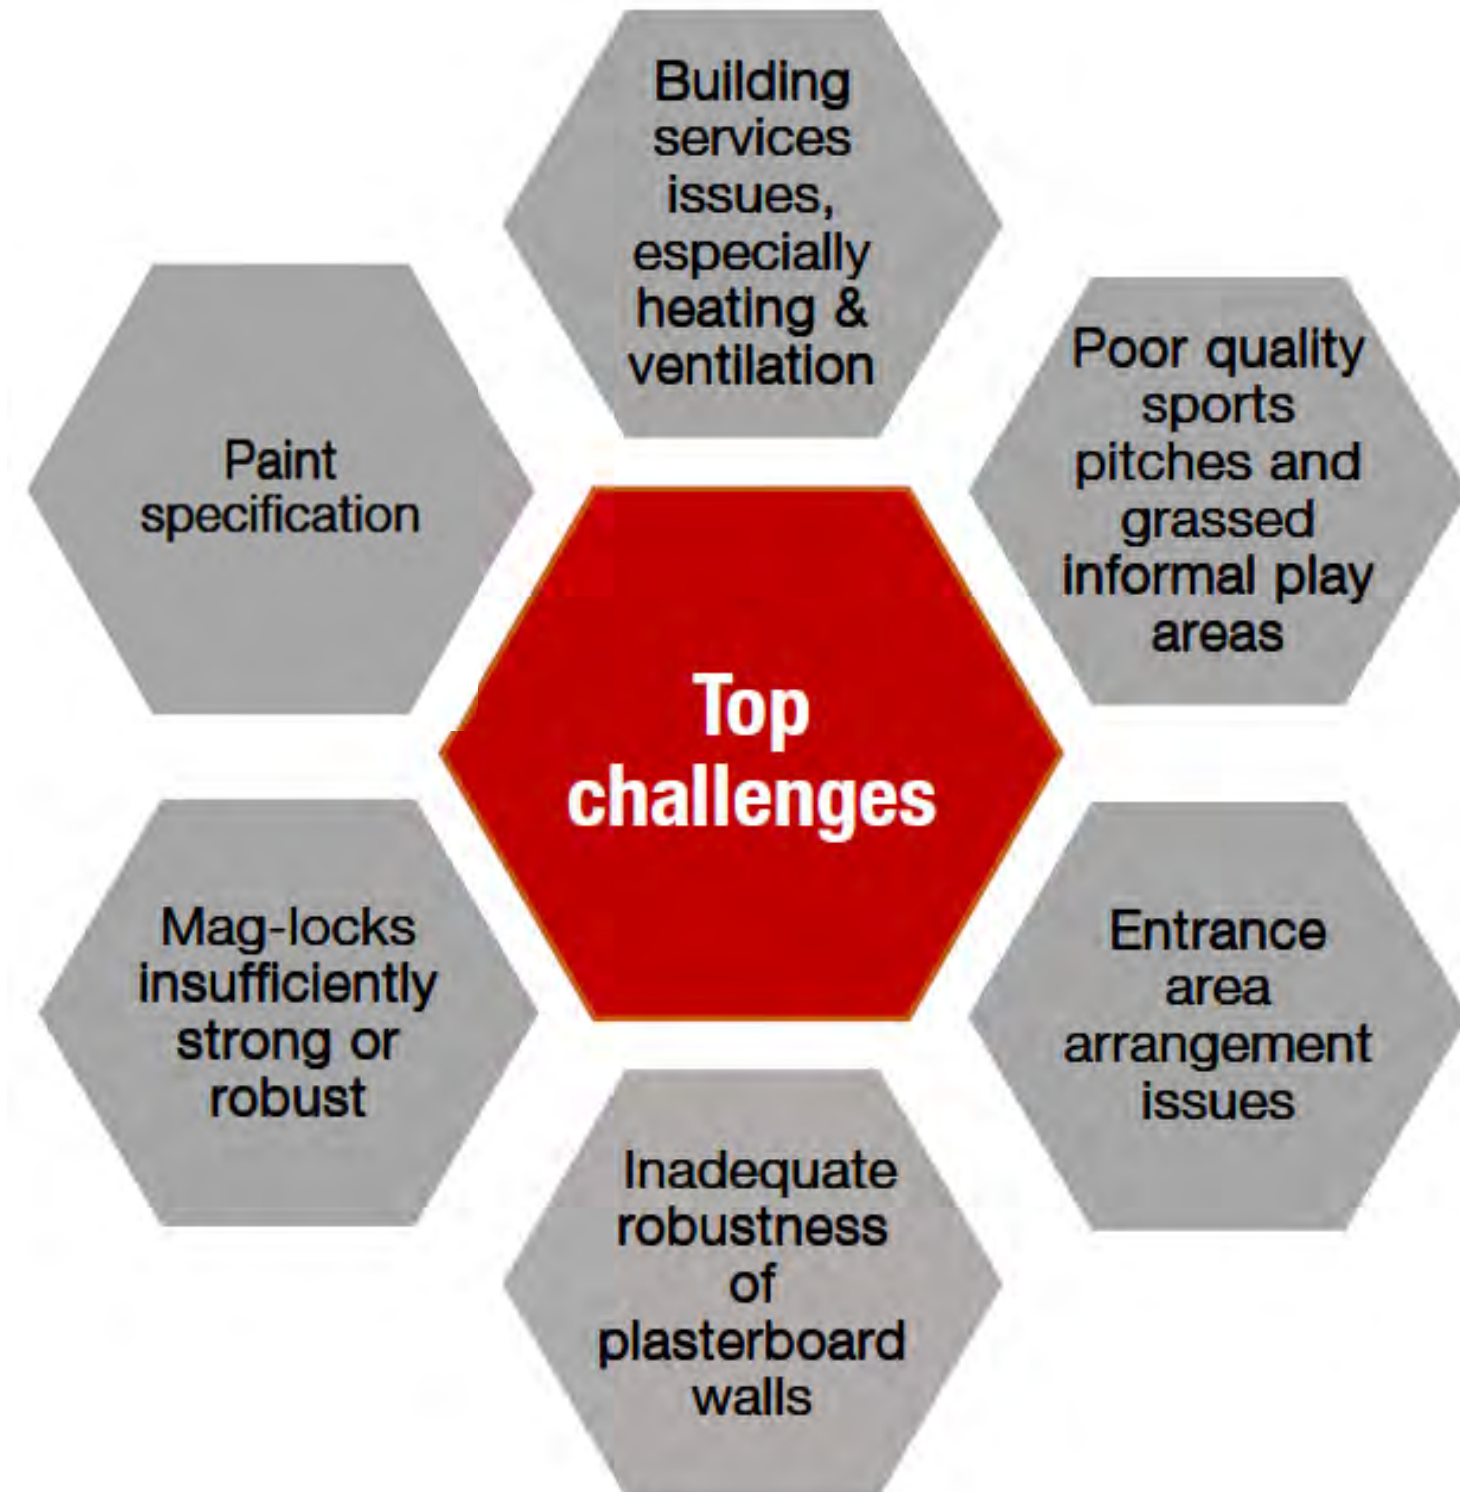 Building
services
issues,
especially
heating &
ventilation
Poor quality
sports
pitches and
grassed
informal play
areas
Paint
specification
Top
challenges
Mag-locks
insufficiently
strong or
robust
Entrance
area
arrangement
issues
Inadequate
robustness
of
plasterboard
walls